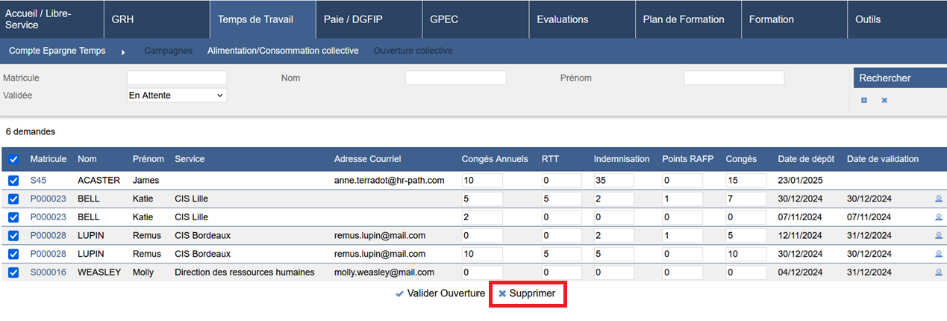 Accueil / Libre-Service GRH Temps de Travail Paie / DGFIP GPEC Evaluations Plan de Formation Formation Outils
Compte Epargne Temps Campagnes Alimentation/Consommation collective Ouverture collective
Matricule Nom Prénom Rechercher
Validée En Attente
6 demandes
Matricule Nom Prénom Service Adresse Courriel Congés Annuels RTT Indemnisation Points RAFP Congés Date de dépôt Date de validation
S45 ACASTER James anne.terradot@hr-path.com 10 0 35 0 15 23/01/2025
P000023 BELL Katie CIS Lille 5 5 2 1 7 30/12/2024 30/12/2024
P000023 BELL Katie CIS Lille 2 0 0 0 0 07/11/2024 07/11/2024
P000028 LUPIN Remus CIS Bordeaux remus.lupin@mail.com 0 0 2 1 5 12/11/2024 31/12/2024
P000028 LUPIN Remus CIS Bordeaux remus.lupin@mail.com 10 5 5 0 10 30/12/2024 30/12/2024
S000016 WEASLEY Molly Direction des ressources humaines molly.weasley@mail.com 0 0 0 0 0 04/12/2024 31/12/2024
Valider Ouverture Supprimer